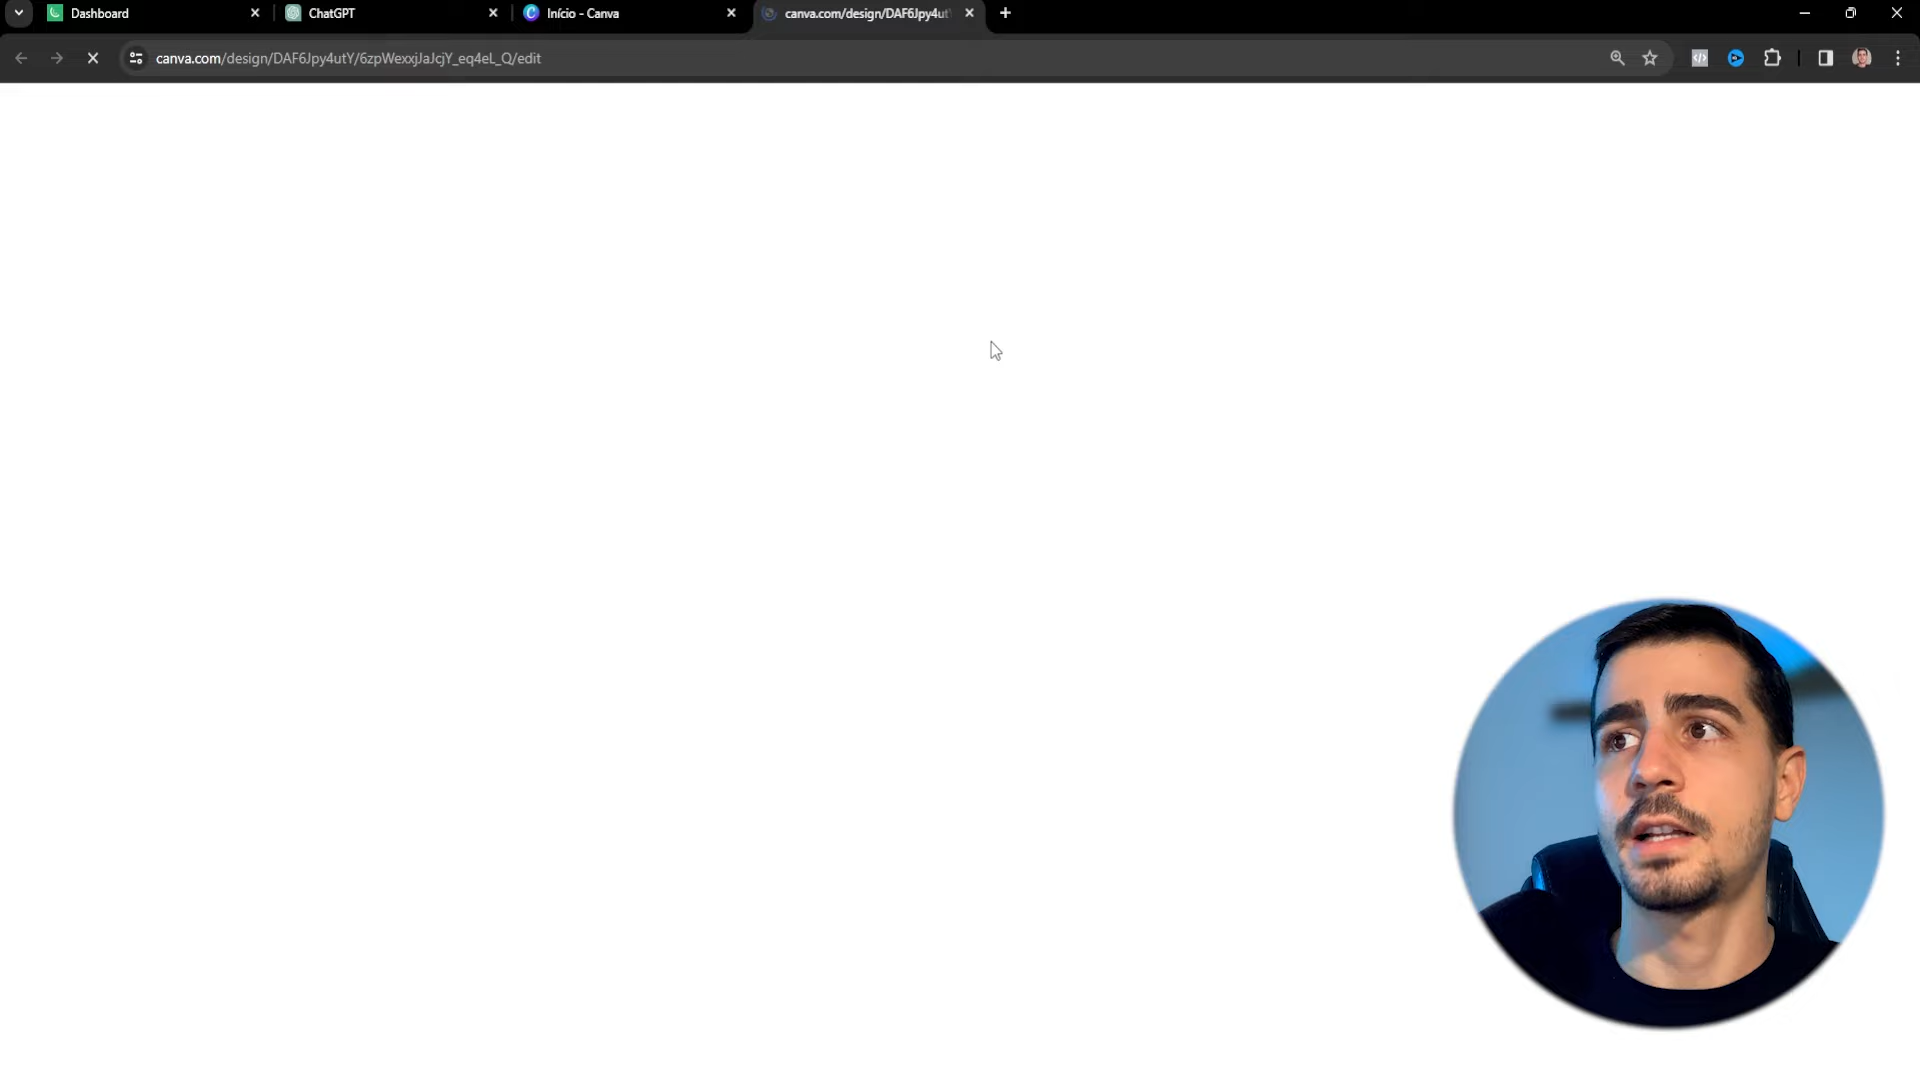 Dashboard
ChatGPT
Início - Canva
canva.com/design/DAF6Jpy4ut
canva.com/design/DAF6Jpy4utY/6zpWexxjJaJcjY_eq4eL_Q/edit